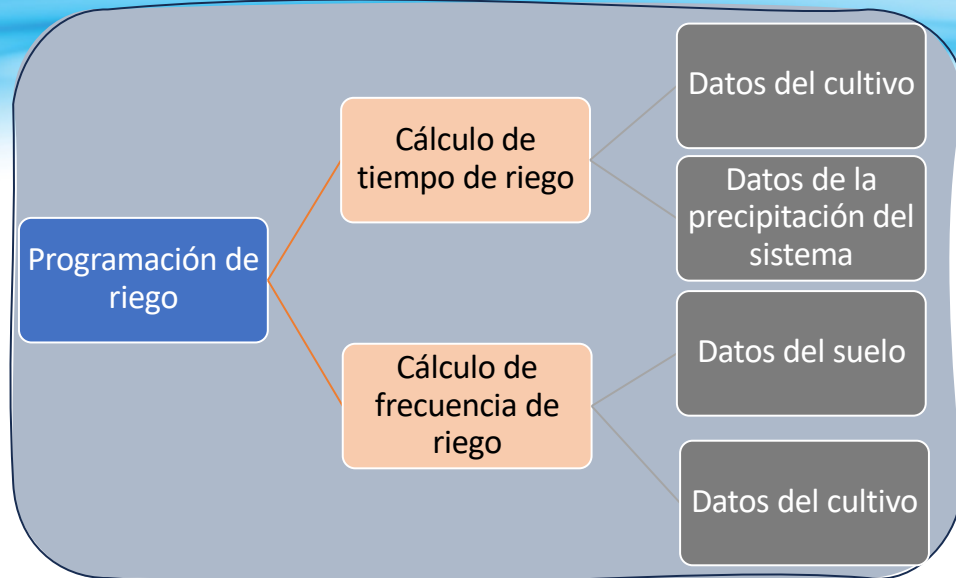 Programación de
riego
Cálculo de
tiempo de riego
Datos del cultivo
Datos de la
precipitación del
sistema
Cálculo de
frecuencia de
riego
Datos del suelo
Datos del cultivo